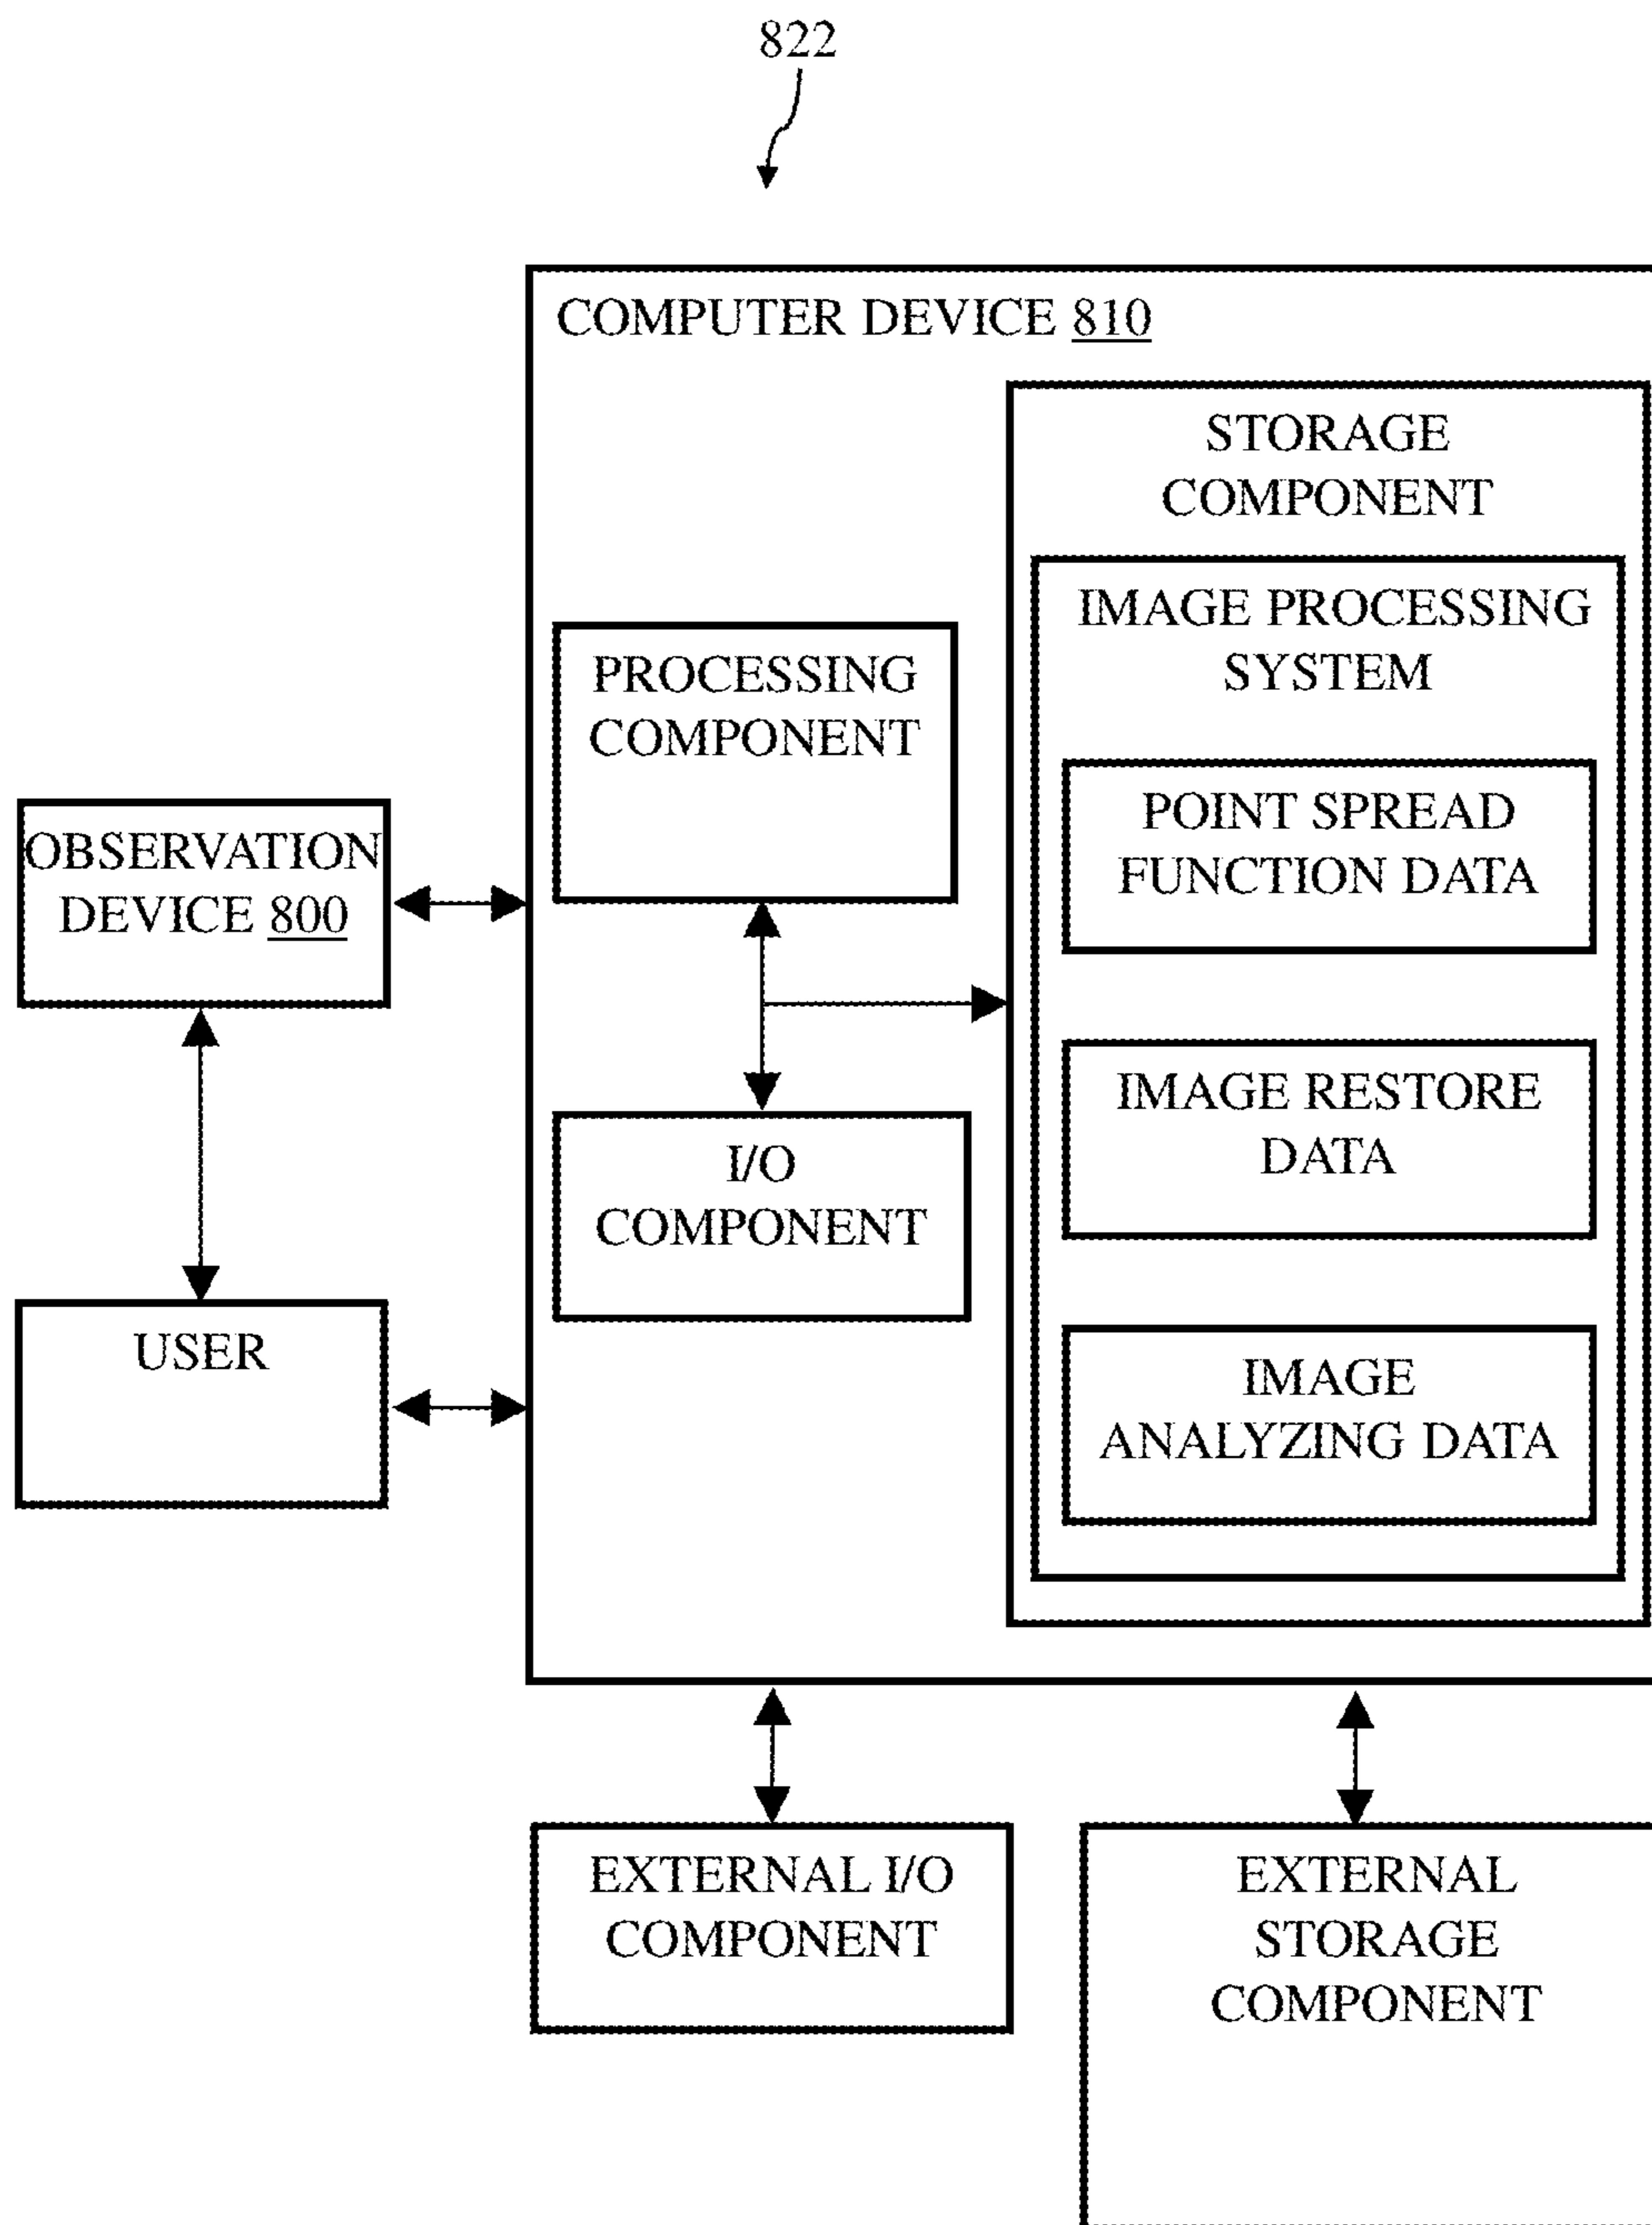 822
COMPUTER DEVICE 810
STORAGE
COMPONENT
IMAGE PROCESSING
SYSTEM
PROCESSING
COMPONENT
POINT SPREAD
FUNCTION DATA
OBSERVATION
DEVICE 800
IMAGE RESTORE
DATA
I/O
COMPONENT
USER
IMAGE
ANALYZING DATA
EXTERNAL I/O
COMPONENT
EXTERNAL
STORAGE
COMPONENT